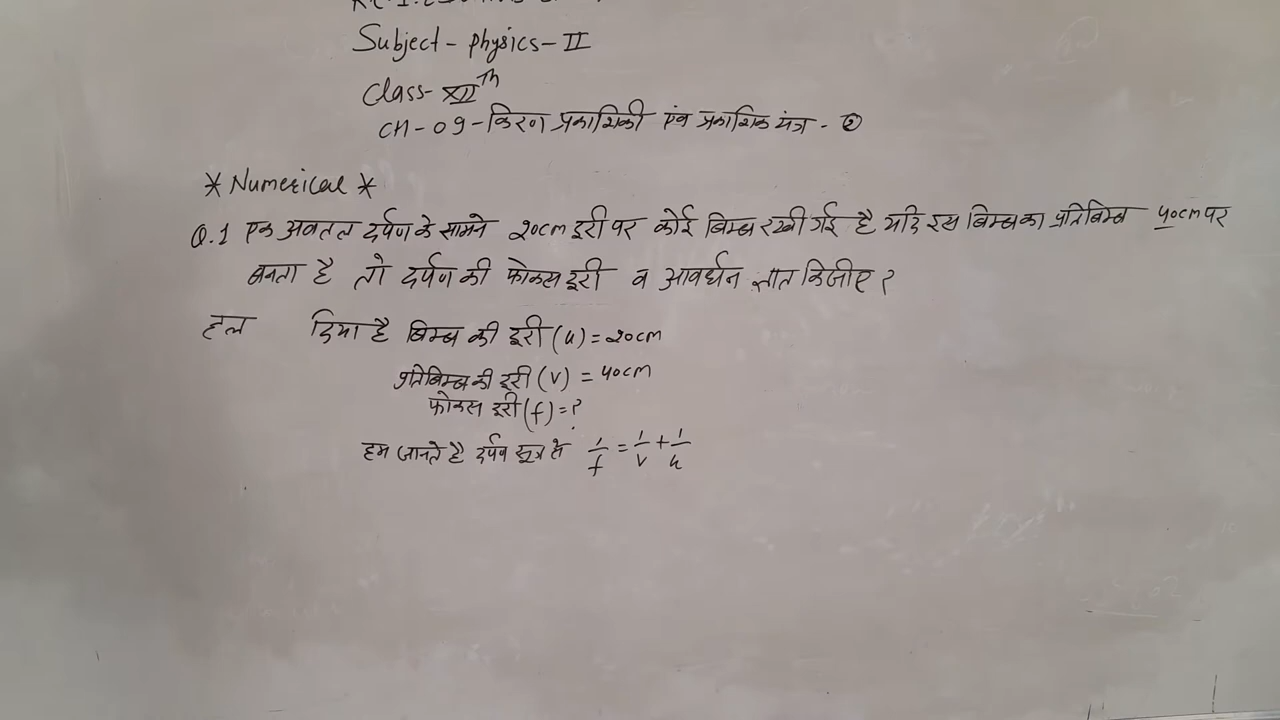 Subject - Physics - II
Class - XII Th
CH - 09 - किरण प्रकाशिकी एंव प्रकाशिक यंत्र - 2
* Numerical *
Q.1 एक अवतल दर्पण के सामने 20cm दूरी पर कोई बिम्ब रखी गई है यदि इस बिम्ब का प्रतिबिम्ब 40cm पर
बनता है तो दर्पण की फोकस दूरी व आवर्धन ज्ञात किजीए ?
हल दिया है बिम्ब की दूरी (u) = 20cm
प्रतिबिम्ब की दूरी (v) = 40cm
फोकस दूरी (f) = ?
हम जानते है दर्पण सूत्र से 1/f = 1/v + 1/u